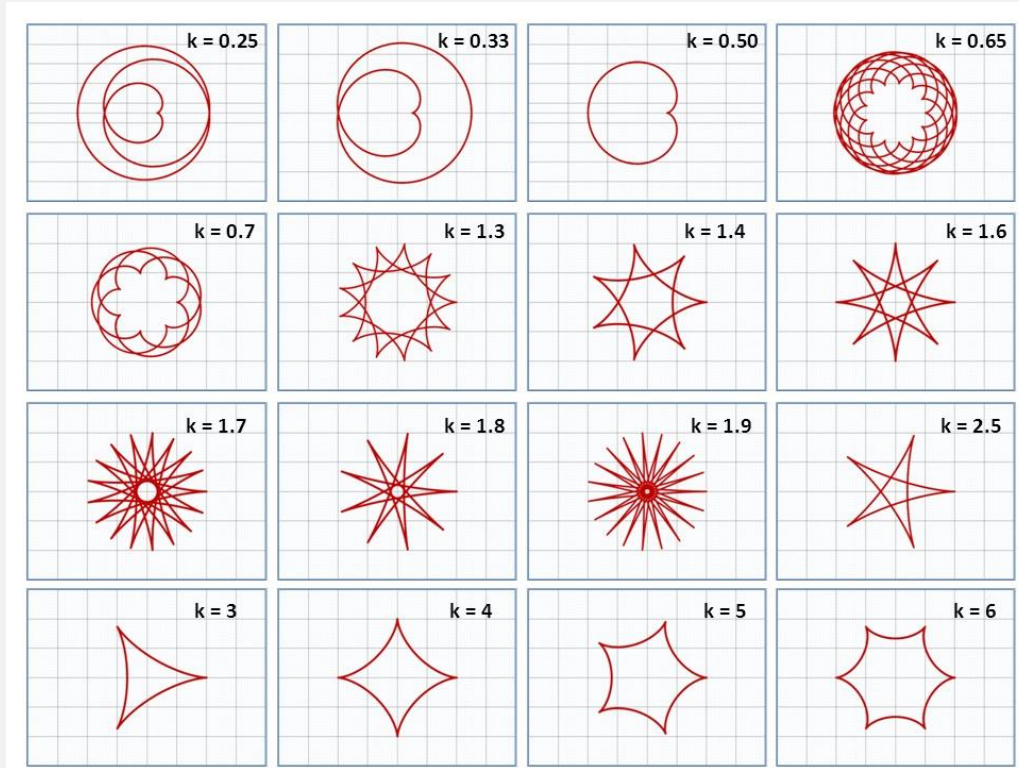 k = 0.25
k = 0.33
k = 0.50
k = 0.65
k = 0.7
k = 1.3
k = 1.4
k = 1.6
k = 1.7
k = 1.8
k = 1.9
k = 2.5
k = 3
k = 4
k = 5
k = 6